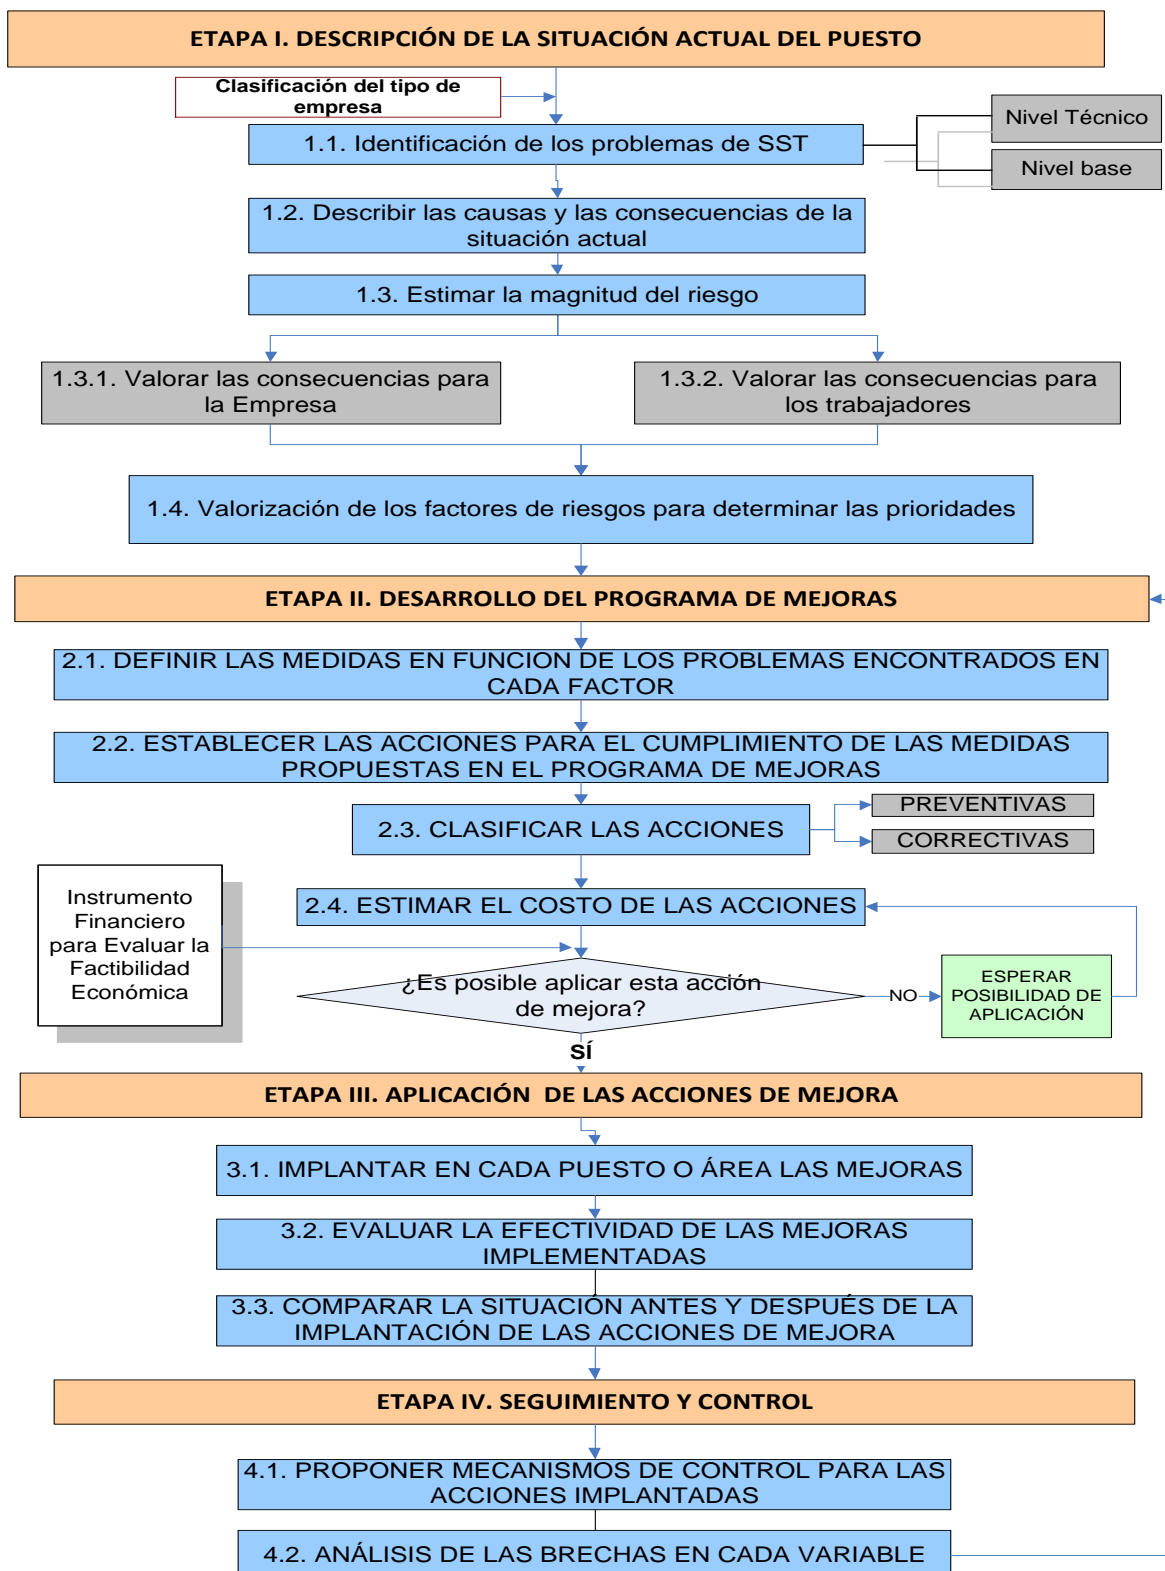 ETAPA I. DESCRIPCIÓN DE LA SITUACIÓN ACTUAL DEL PUESTO
Clasificación del tipo de
empresa
1.1. Identificación de los problemas de SST
Nivel Técnico
Nivel base
1.2. Describir las causas y las consecuencias de la
situación actual
1.3. Estimar la magnitud del riesgo
1.3.1. Valorar las consecuencias para
la Empresa
1.3.2. Valorar las consecuencias para
los trabajadores
1.4. Valorización de los factores de riesgos para determinar las prioridades
ETAPA II. DESARROLLO DEL PROGRAMA DE MEJORAS
2.1. DEFINIR LAS MEDIDAS EN FUNCION DE LOS PROBLEMAS ENCONTRADOS EN
CADA FACTOR
2.2. ESTABLECER LAS ACCIONES PARA EL CUMPLIMIENTO DE LAS MEDIDAS
PROPUESTAS EN EL PROGRAMA DE MEJORAS
2.3. CLASIFICAR LAS ACCIONES
PREVENTIVAS
CORRECTIVAS
2.4. ESTIMAR EL COSTO DE LAS ACCIONES
Instrumento
Financiero
para Evaluar la
Factibilidad
Económica
¿Es posible aplicar esta acción
de mejora?
NO
ESPERAR
POSIBILIDAD DE
APLICACIÓN
SÍ
ETAPA III. APLICACIÓN DE LAS ACCIONES DE MEJORA
3.1. IMPLANTAR EN CADA PUESTO O ÁREA LAS MEJORAS
3.2. EVALUAR LA EFECTIVIDAD DE LAS MEJORAS
IMPLEMENTADAS
3.3. COMPARAR LA SITUACIÓN ANTES Y DESPUÉS DE LA
IMPLANTACIÓN DE LAS ACCIONES DE MEJORA
ETAPA IV. SEGUIMIENTO Y CONTROL
4.1. PROPONER MECANISMOS DE CONTROL PARA LAS
ACCIONES IMPLANTADAS
4.2. ANÁLISIS DE LAS BRECHAS EN CADA VARIABLE